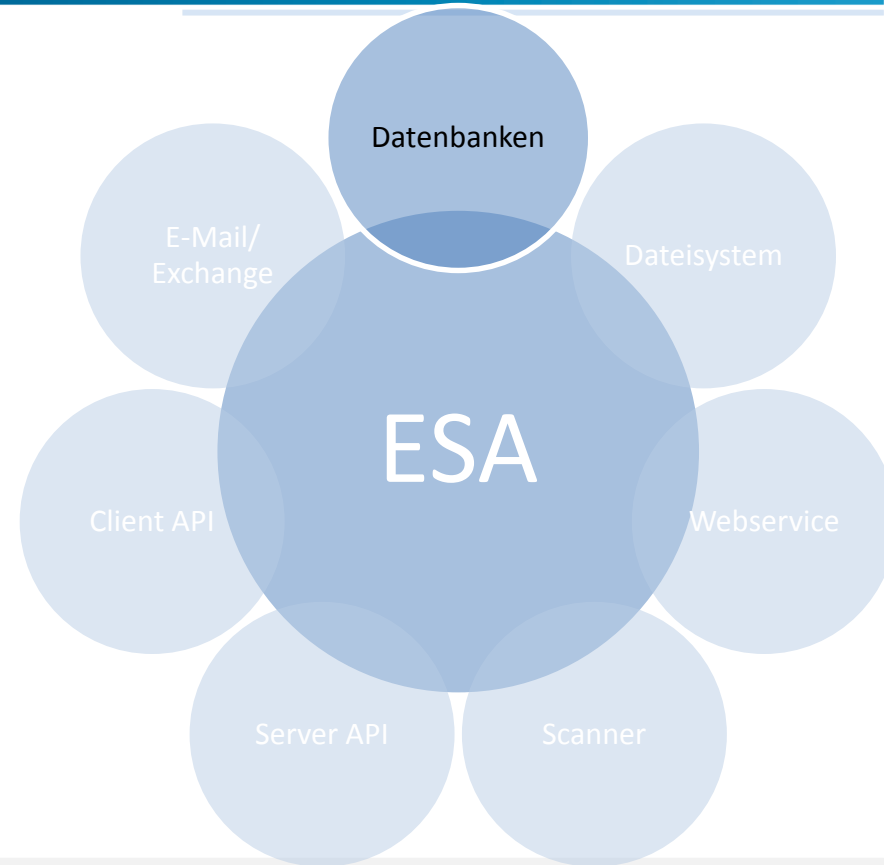 Datenbanken
E-Mail/
Exchange
Dateisystem
ESA
Client API
Webservice
Server API
Scanner